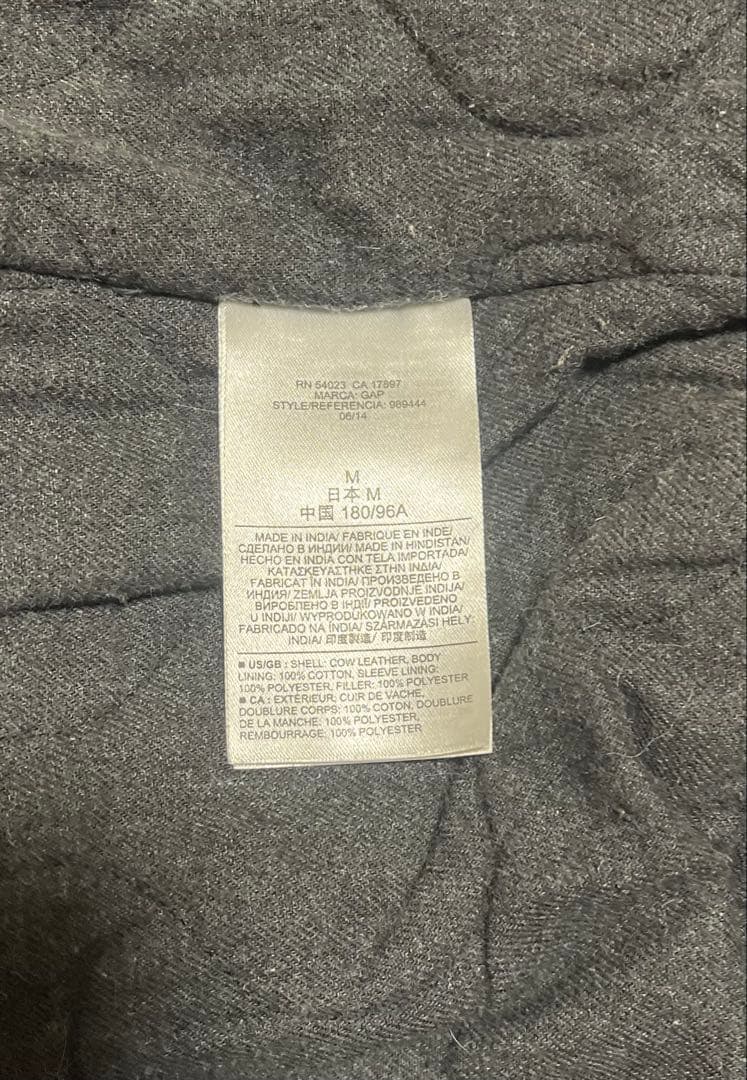 RN 54023 CA 17897
MARCA: GAP
STYLE/REFERENCIA: 989444
06/14
M
日本 M
中国 180/96A
MADE IN INDIA/ FABRIQUE EN INDE/
СДЕЛАНО В ИНДИИ/ MADE IN HINDISTAN/
HECHO EN INDIA CON TELA IMPORTADA/
ΚΑΤΑΣΚΕΥΑΣΤΗΚΕ ΣΤΗΝ ΙΝΔΙΑ/
FABRICAT ÎN INDIA/ ПРОИЗВЕДЕНО В
ИНДИЯ/ ZEMLJA PROIZVODNJE INDIJA/
ВИРОБЛЕНО В ІНДІЇ/ PROIZVEDENO
U INDIJI/ WYPRODUKOWANO W INDIA/
FABRICADO NA ÍNDIA/ SZÁRMAZÁSI HELY:
INDIA/ 印度製造/ 印度制造
■ US/GB : SHELL: COW LEATHER, BODY
LINING: 100% COTTON, SLEEVE LINING:
100% POLYESTER, FILLER: 100% POLYESTER
■ CA : EXTÉRIEUR: CUIR DE VACHE,
DOUBLURE CORPS: 100% COTON, DOUBLURE
DE LA MANCHE: 100% POLYESTER,
REMBOURRAGE: 100% POLYESTER